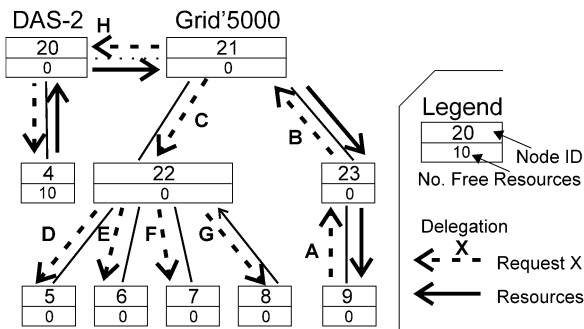 DAS-2 H Grid'5000
20 21
0 0
C B
4 22 23
10 0 0
D E F G A
5 6 7 8 9
0 0 0 0 0
Legend
20
10
Node ID
No. Free Resources
Delegation
X
Request X
Resources